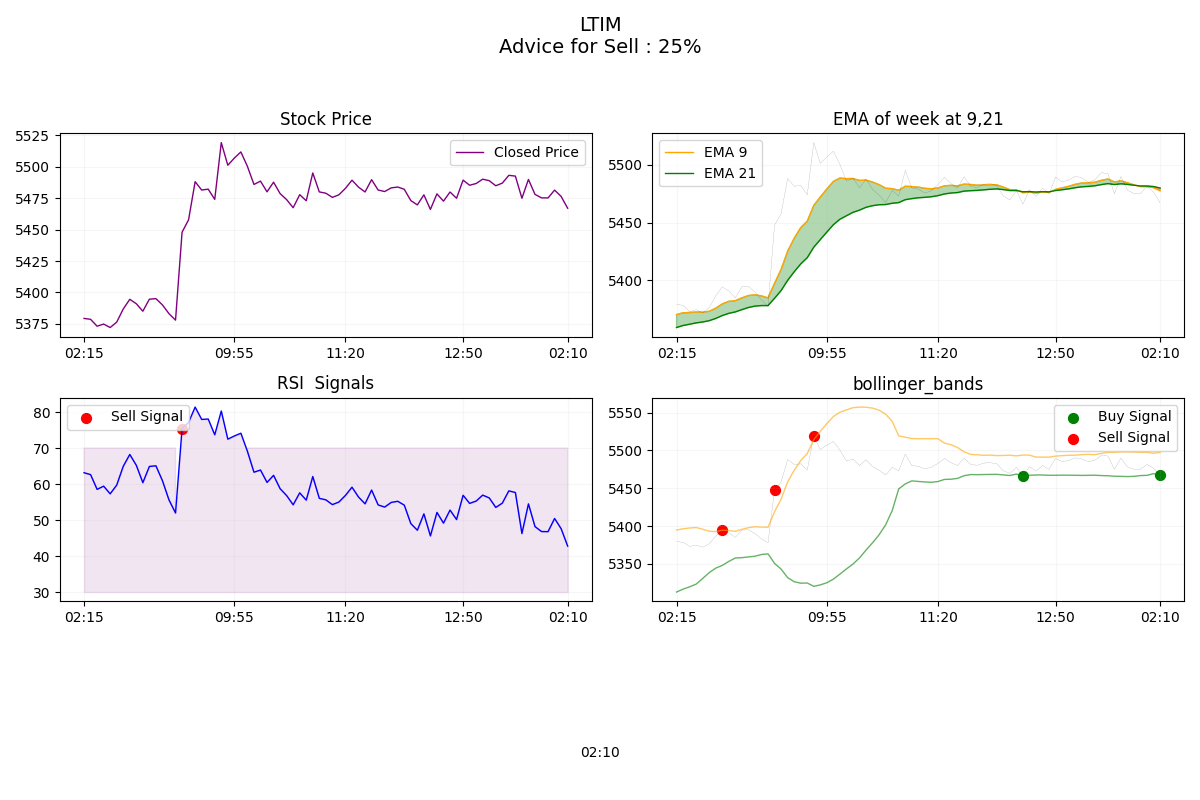 LTIM
Advice for Sell : 25%
Stock Price
5525
5500
5475
5450
5425
5400
5375
Closed Price
02:15 09:55 11:20 12:50 02:10
EMA of week at 9,21
5500
5450
5400
EMA 9
EMA 21
02:15 09:55 11:20 12:50 02:10
RSI  Signals
80
70
60
50
40
30
Sell Signal
02:15 09:55 11:20 12:50 02:10
bollinger_bands
5550
5500
5450
5400
5350
Buy Signal
Sell Signal
02:15 09:55 11:20 12:50 02:10
02:10